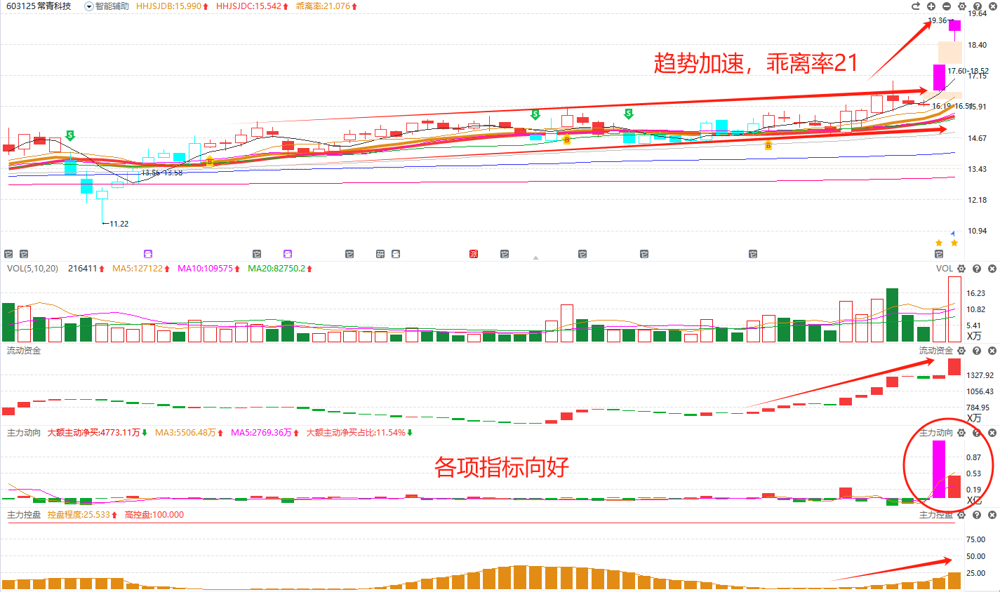 603125 常青科技 智能辅助 HHJSJDB:15.990 HHJSJDC:15.542 乖离率:21.076
19.64
19.36
18.40
趋势加速，乖离率21
17.60-18.52
17.15
16.19-16.51
15.91
14.67
13.56-13.58
13.43
12.18
11.22
10.94
S
S
S
B
B
B
VOL(5,10,20) 216411 MA5:127122 MA10:109575 MA20:82750.2 VOL
16.23
10.82
5.41
X万
流动资金 流动资金
1327.92
1056.43
784.95
X万
主力动向 大额主动净买:4773.11万 MA3:5506.48万 MA5:2769.36万 大额主动净买占比:11.54% 主力动向
0.87
各项指标向好
0.53
0.19
X亿
主力控盘 控盘程度:25.533 高控盘:100.000 主力控盘
75.00
50.00
25.00